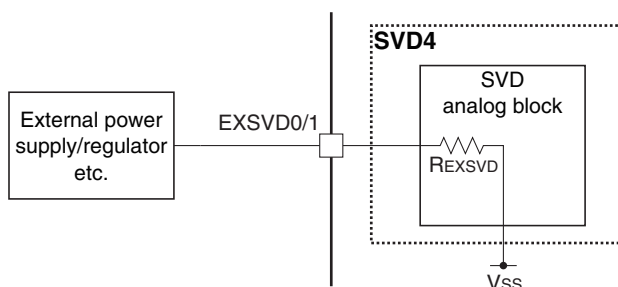 SVD4
SVD
analog block
External power
supply/regulator
etc.
EXSVD0/1
REXSVD
VSS